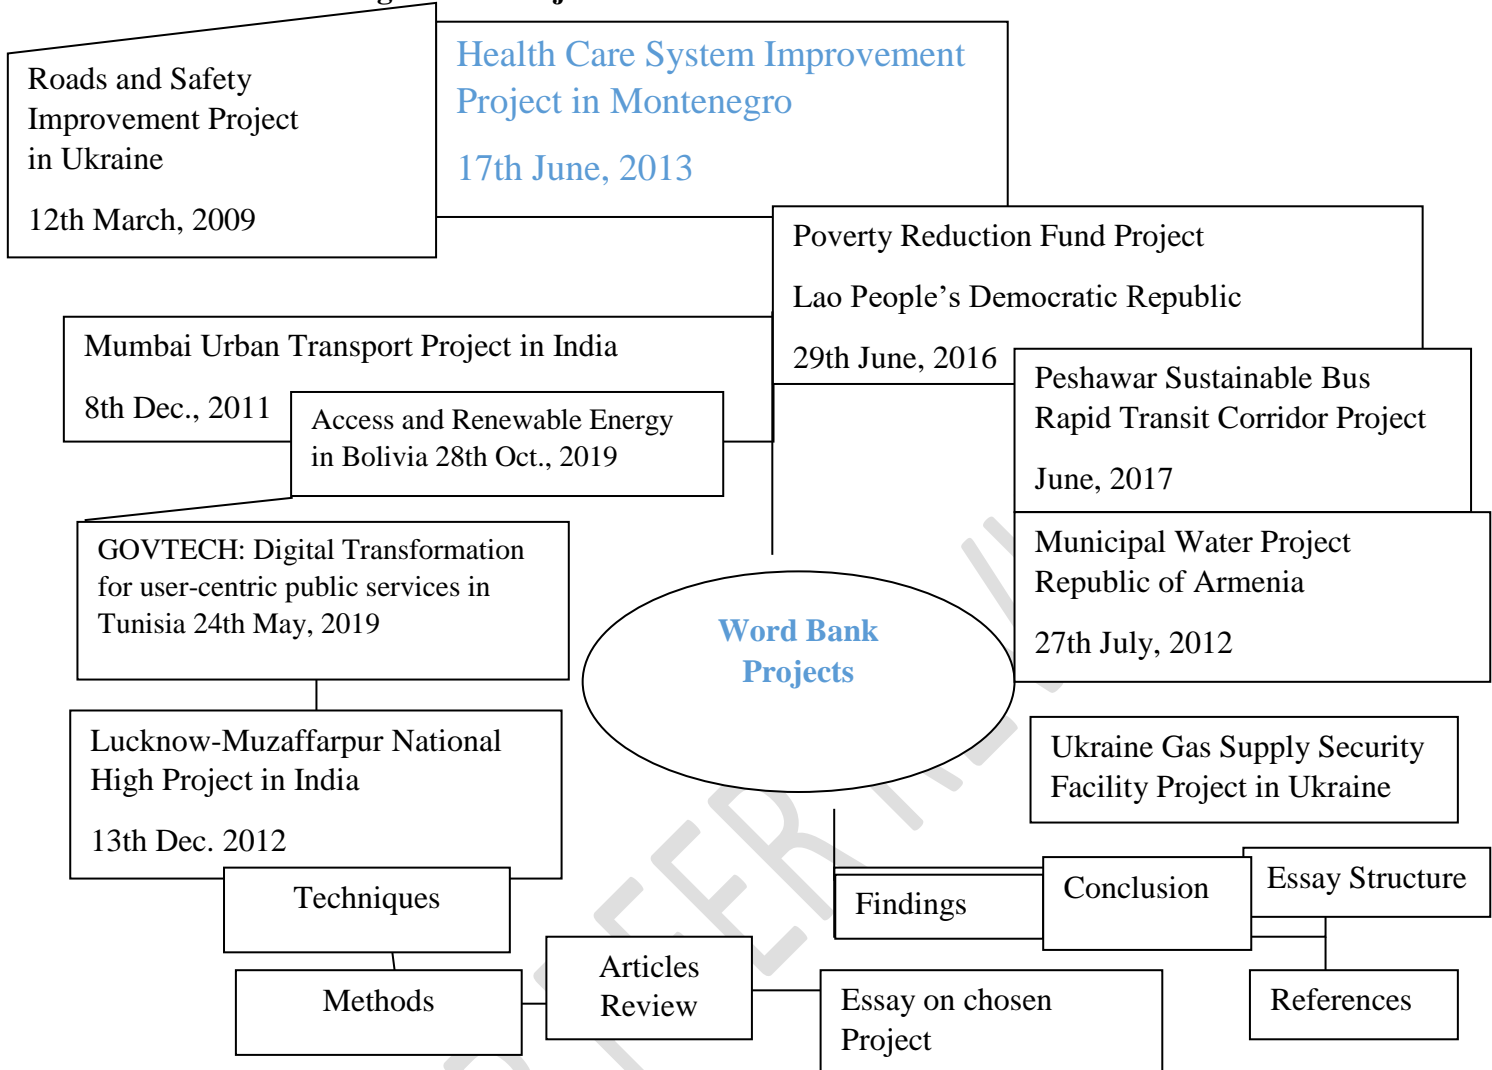 Roads and Safety
Improvement Project
in Ukraine
12th March, 2009
Health Care System Improvement
Project in Montenegro
17th June, 2013
Poverty Reduction Fund Project
Lao People’s Democratic Republic
29th June, 2016
Mumbai Urban Transport Project in India
8th Dec., 2011
Access and Renewable Energy
in Bolivia 28th Oct., 2019
Peshawar Sustainable Bus
Rapid Transit Corridor Project
June, 2017
GOVTECH: Digital Transformation
for user-centric public services in
Tunisia 24th May, 2019
Municipal Water Project
Republic of Armenia
27th July, 2012
Word Bank
Projects
Lucknow-Muzaffarpur National
High Project in India
13th Dec. 2012
Ukraine Gas Supply Security
Facility Project in Ukraine
Techniques
Findings
Conclusion
Essay Structure
Methods
Articles
Review
Essay on chosen
Project
References